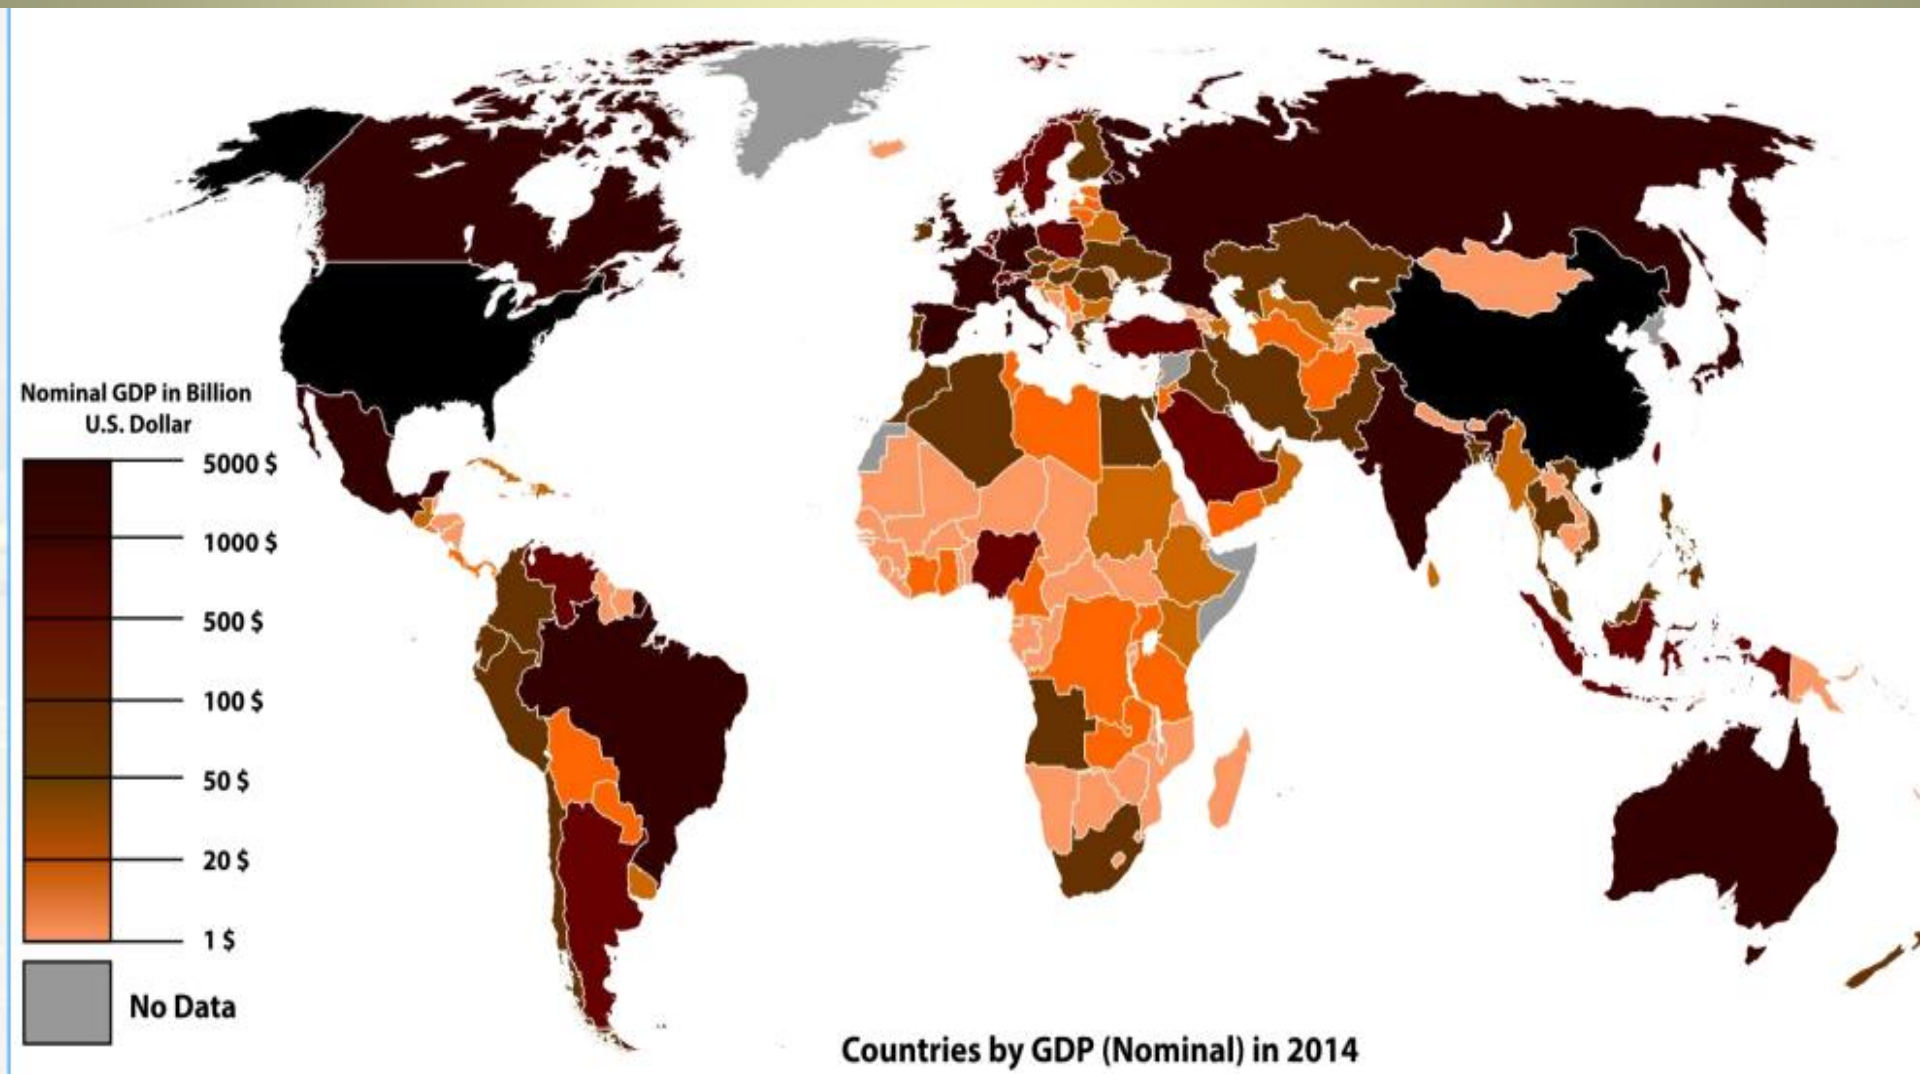 Nominal GDP in Billion
U.S. Dollar
5000 $
1000 $
500 $
100 $
50 $
20 $
1 $
No Data
Countries by GDP (Nominal) in 2014